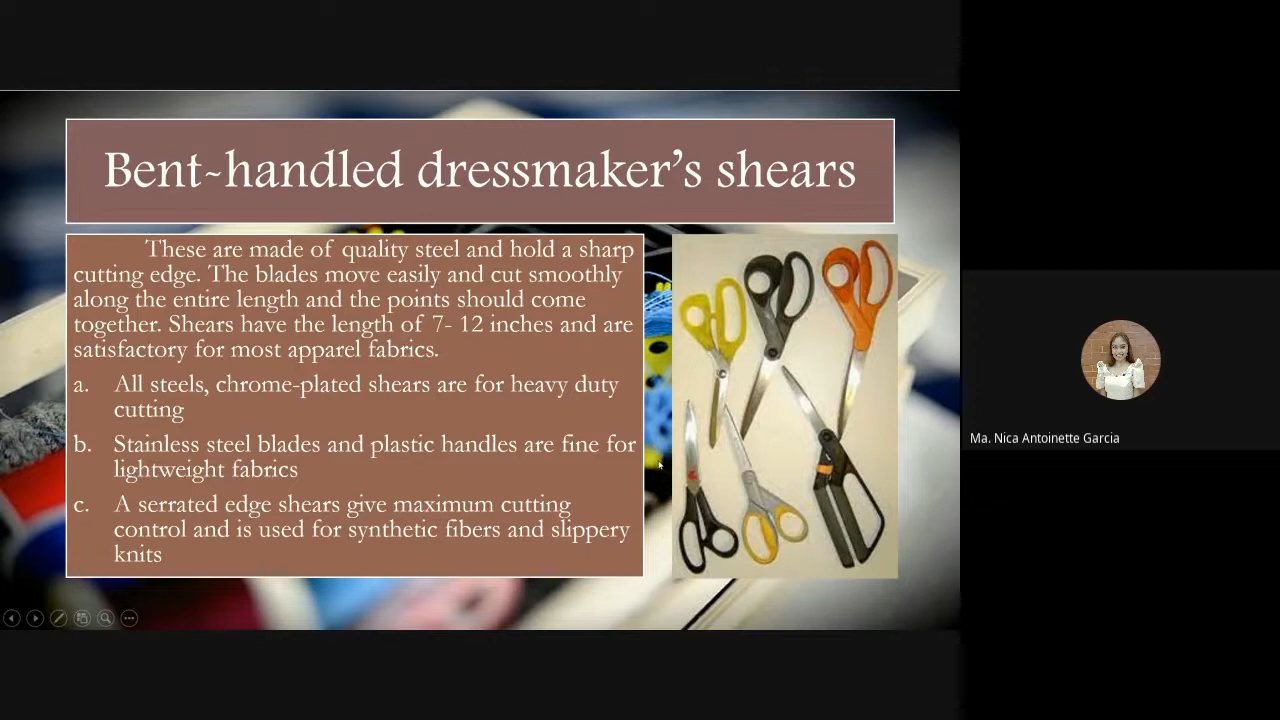 Bent-handled dressmaker’s shears
These are made of quality steel and hold a sharp
cutting edge. The blades move easily and cut smoothly
along the entire length and the points should come
together. Shears have the length of 7- 12 inches and are
satisfactory for most apparel fabrics.
a. All steels, chrome-plated shears are for heavy duty
cutting
b. Stainless steel blades and plastic handles are fine for
lightweight fabrics
c. A serrated edge shears give maximum cutting
control and is used for synthetic fibers and slippery
knits
Ma. Nica Antoinette Garcia